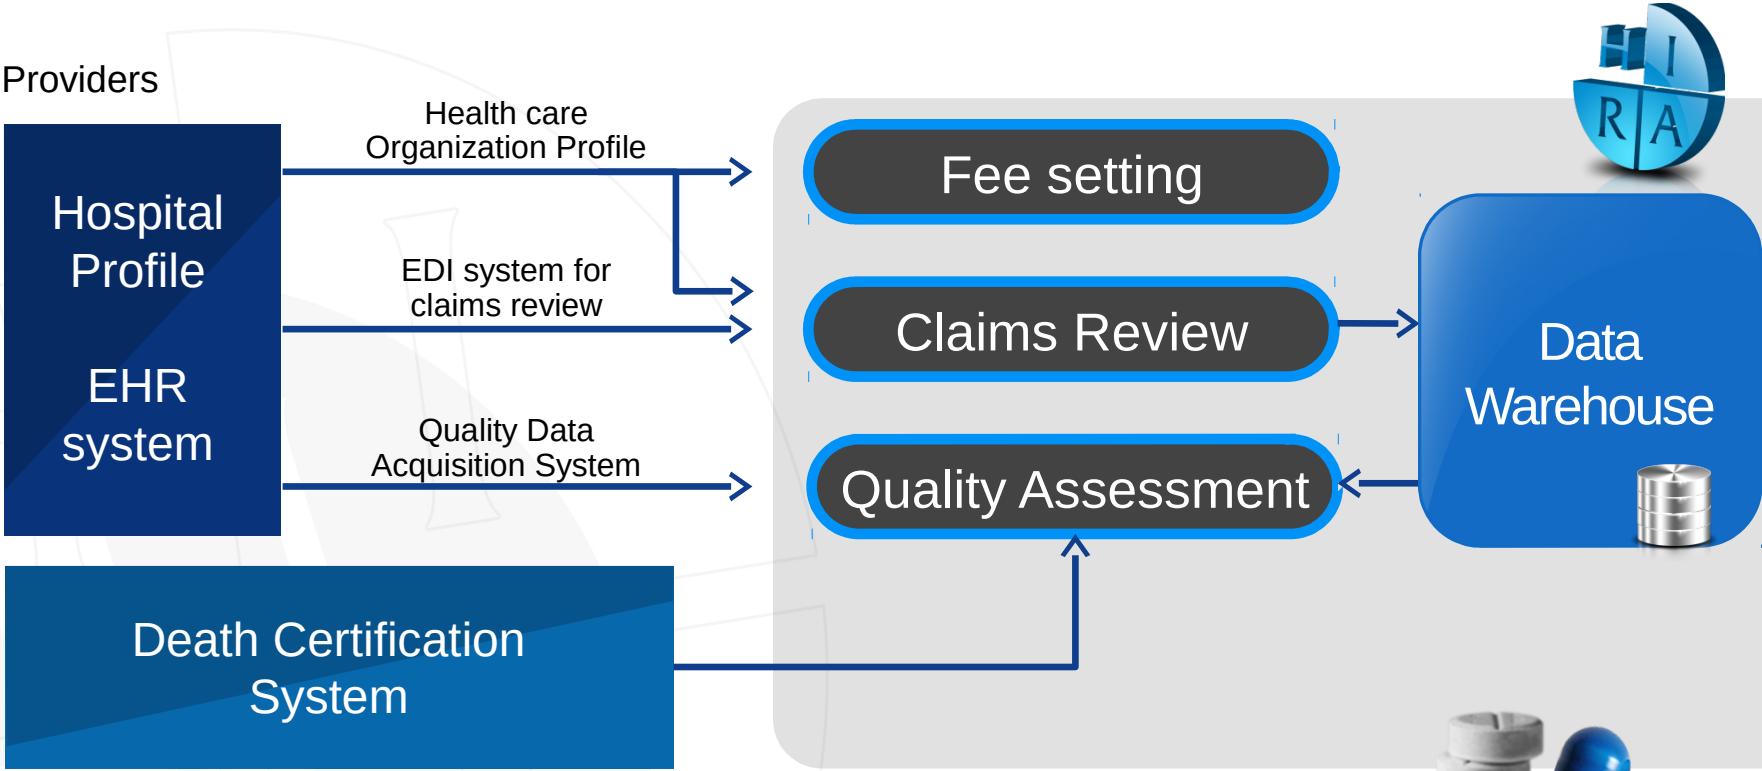 Providers
Hospital
Profile
EHR
system
Health care
Organization Profile
EDI system for
claims review
Quality Data
Acquisition System
Death Certification
System
Fee setting
Claims Review
Quality Assessment
H I
R A
Data
Warehouse